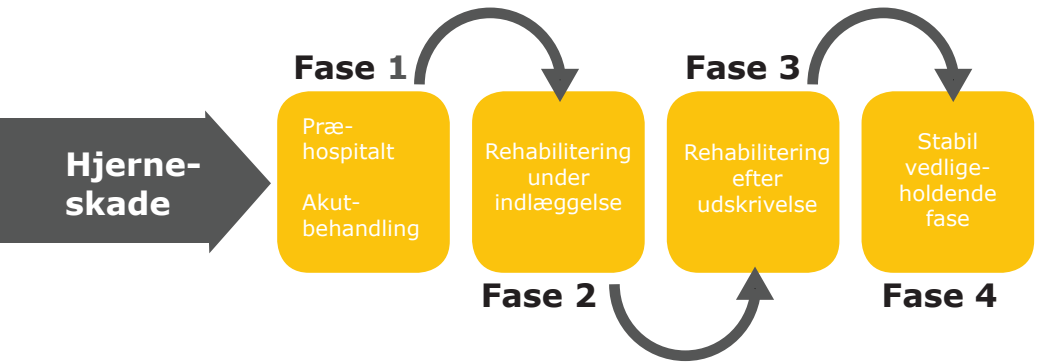 Hjerne-
skade
Fase 1
Præ-
hospitalt
Akut-
behandling
Rehabilitering
under
indlæggelse
Fase 2
Fase 3
Rehabilitering
efter
udskrivelse
Stabil
vedlige-
holdende
fase
Fase 4